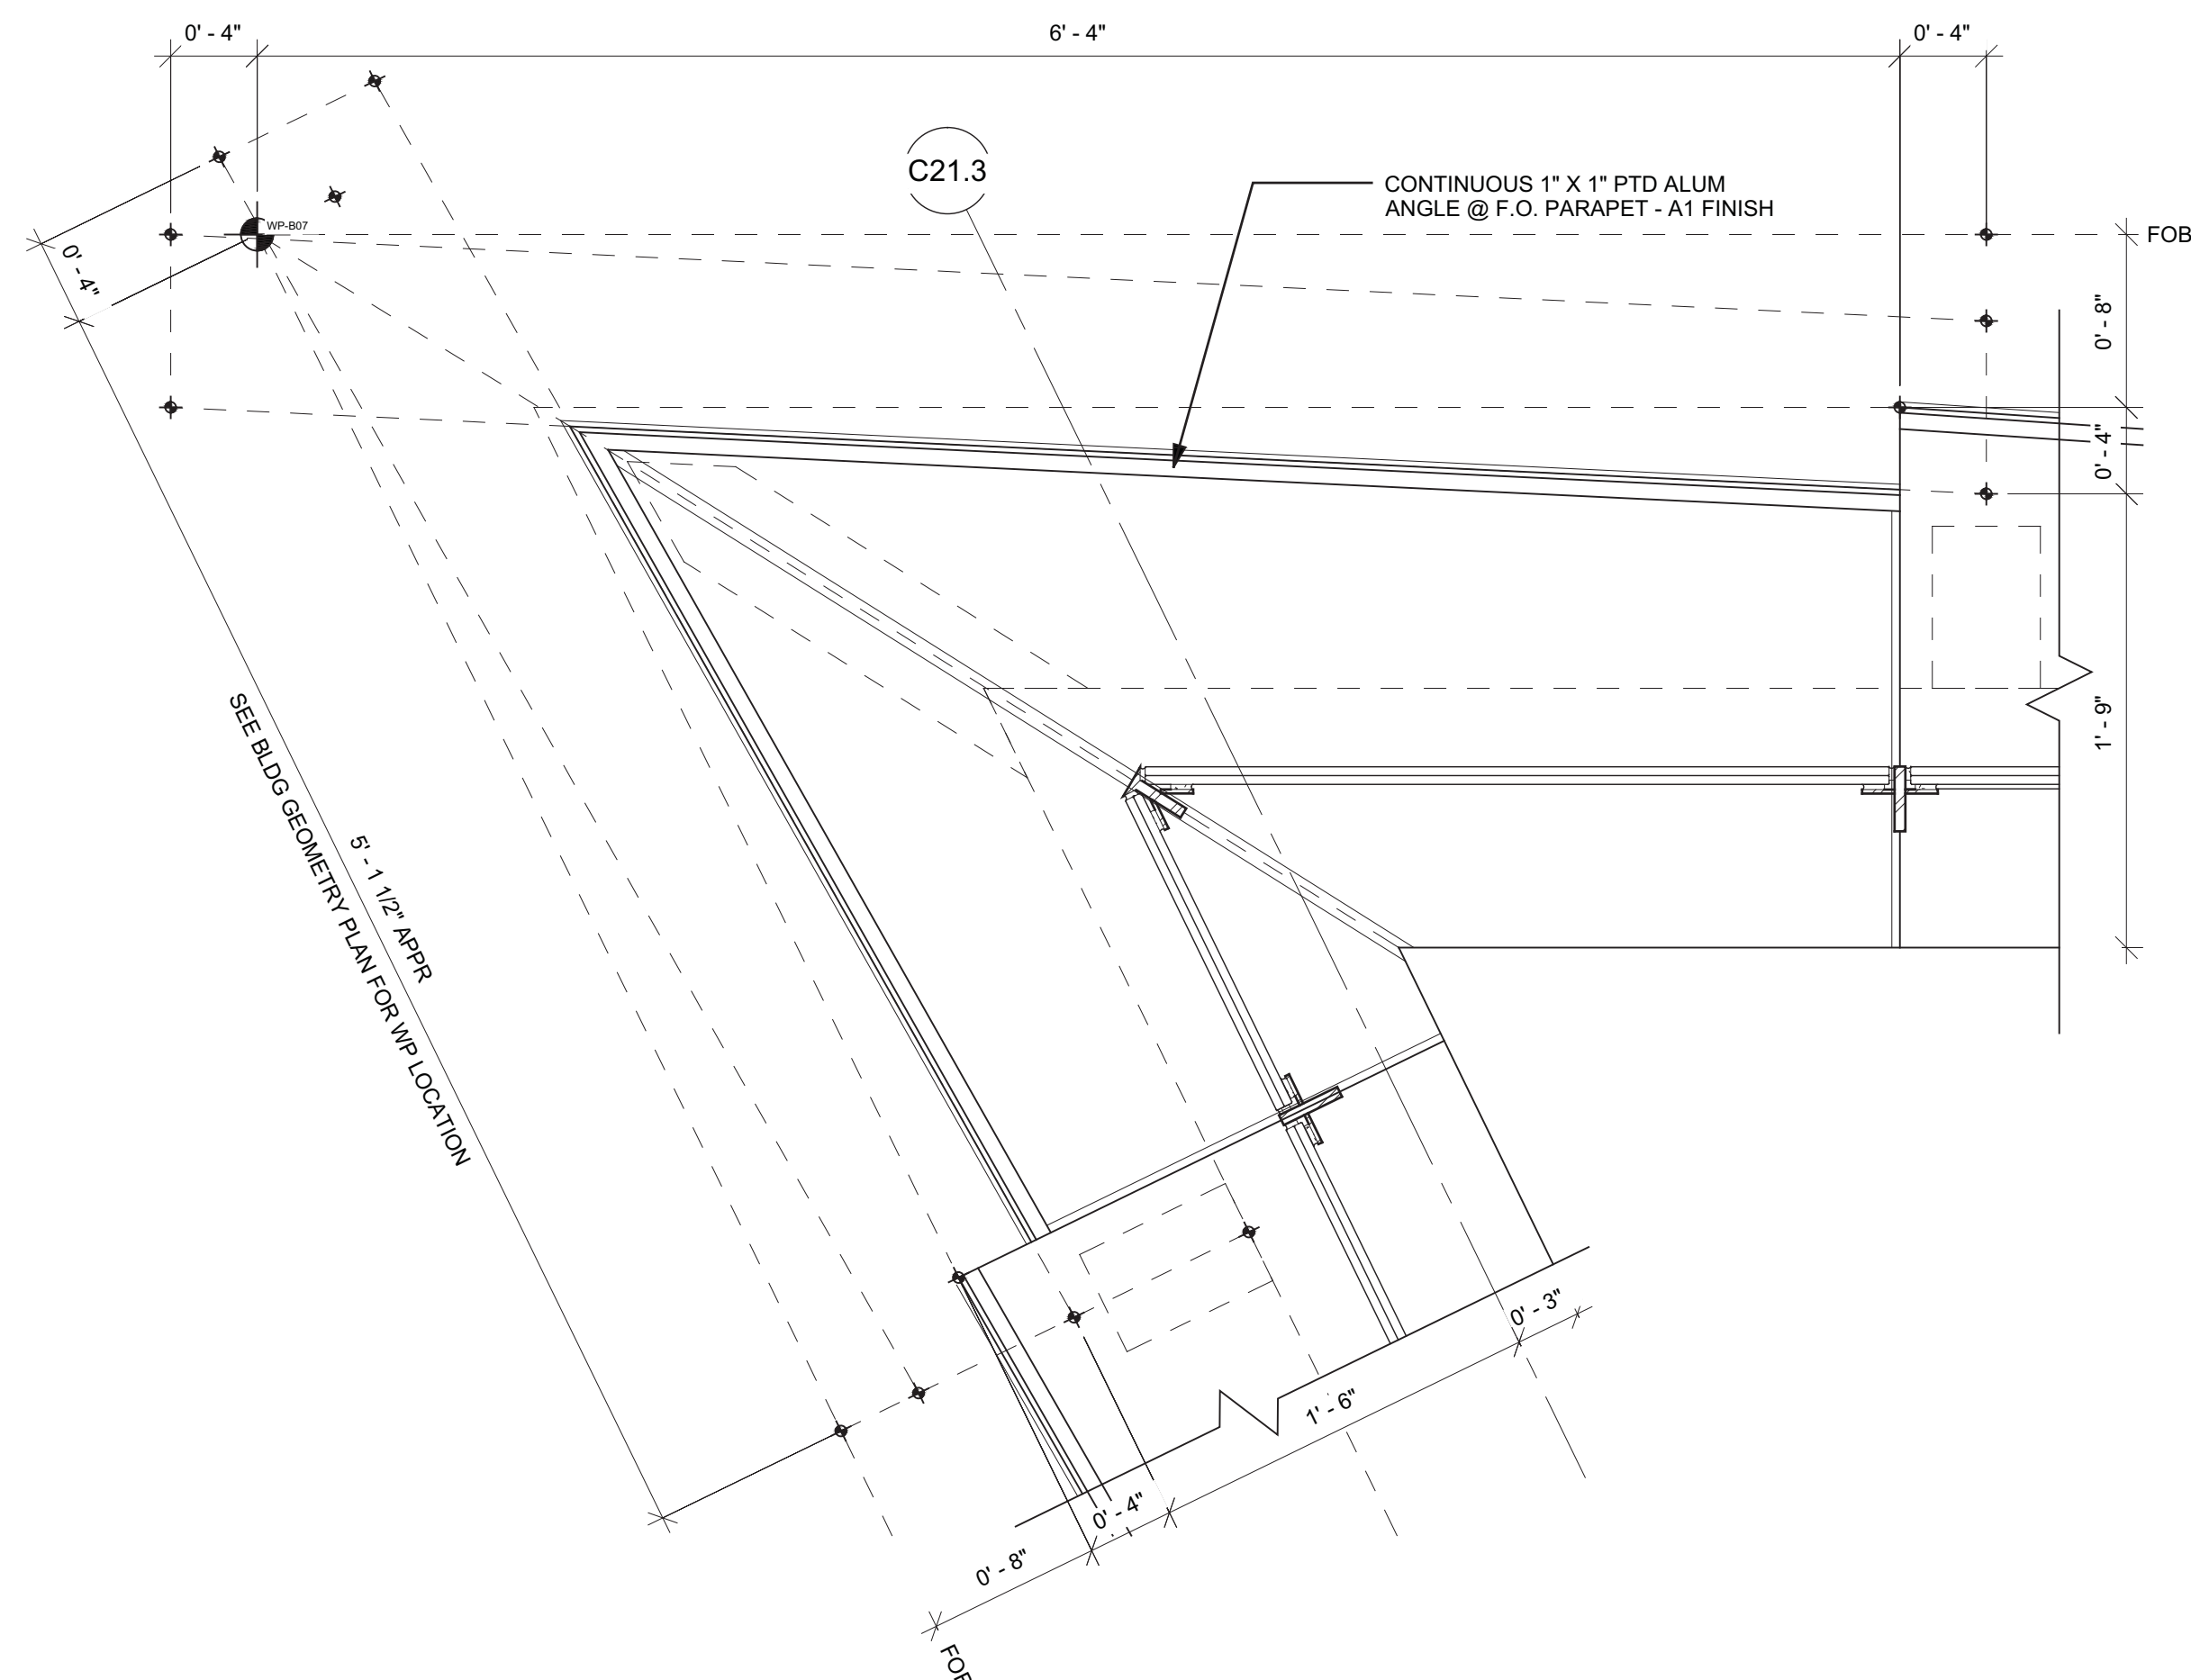 0' - 4"
6' - 4"
0' - 4"
C21.3
CONTINUOUS 1" X 1" PTD ALUM
ANGLE @ F.O. PARAPET - A1 FINISH
WP-B07
FOB
0' - 4"
0' - 8"
0' - 4"
1' - 9"
5' - 1 1/2" APPR
SEE BLDG GEOMETRY PLAN FOR WP LOCATION
0' - 3"
1' - 6"
0' - 4"
0' - 8"